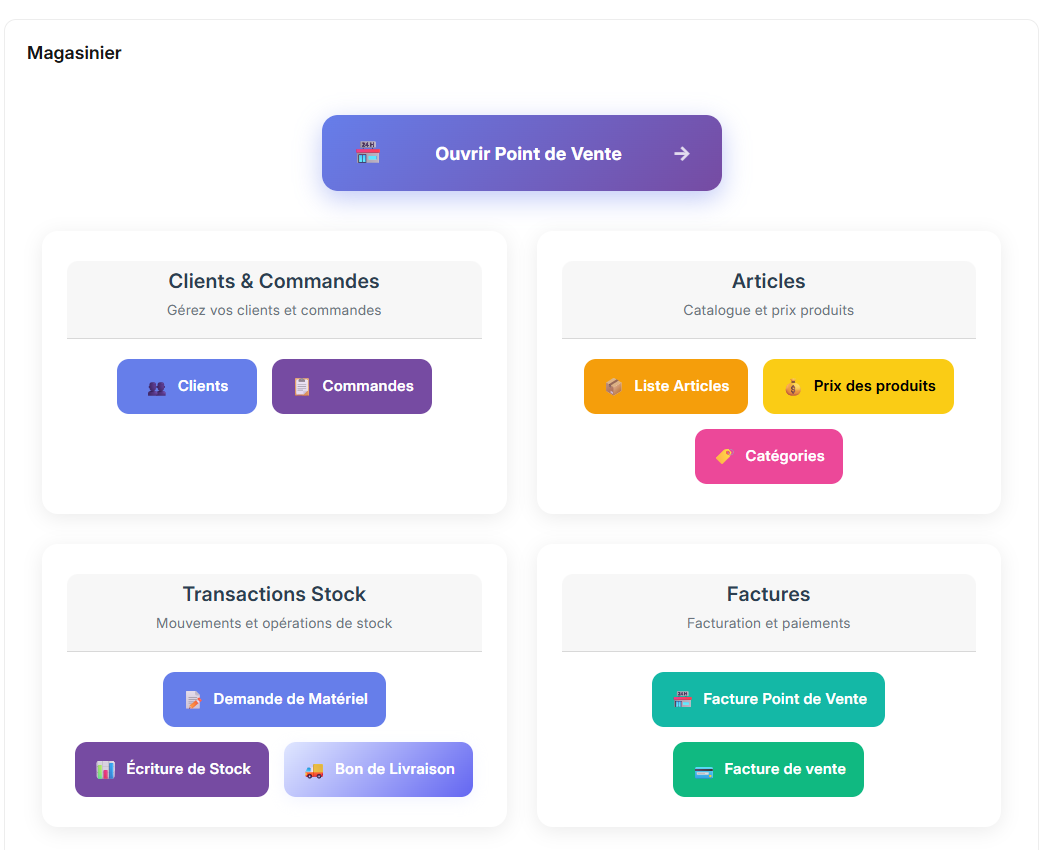 Magasinier
Ouvrir Point de Vente
Clients & Commandes
Gérez vos clients et commandes
Clients
Commandes
Articles
Catalogue et prix produits
Liste Articles
Prix des produits
Catégories
Transactions Stock
Mouvements et opérations de stock
Demande de Matériel
Écriture de Stock
Bon de Livraison
Factures
Facturation et paiements
Facture Point de Vente
Facture de vente